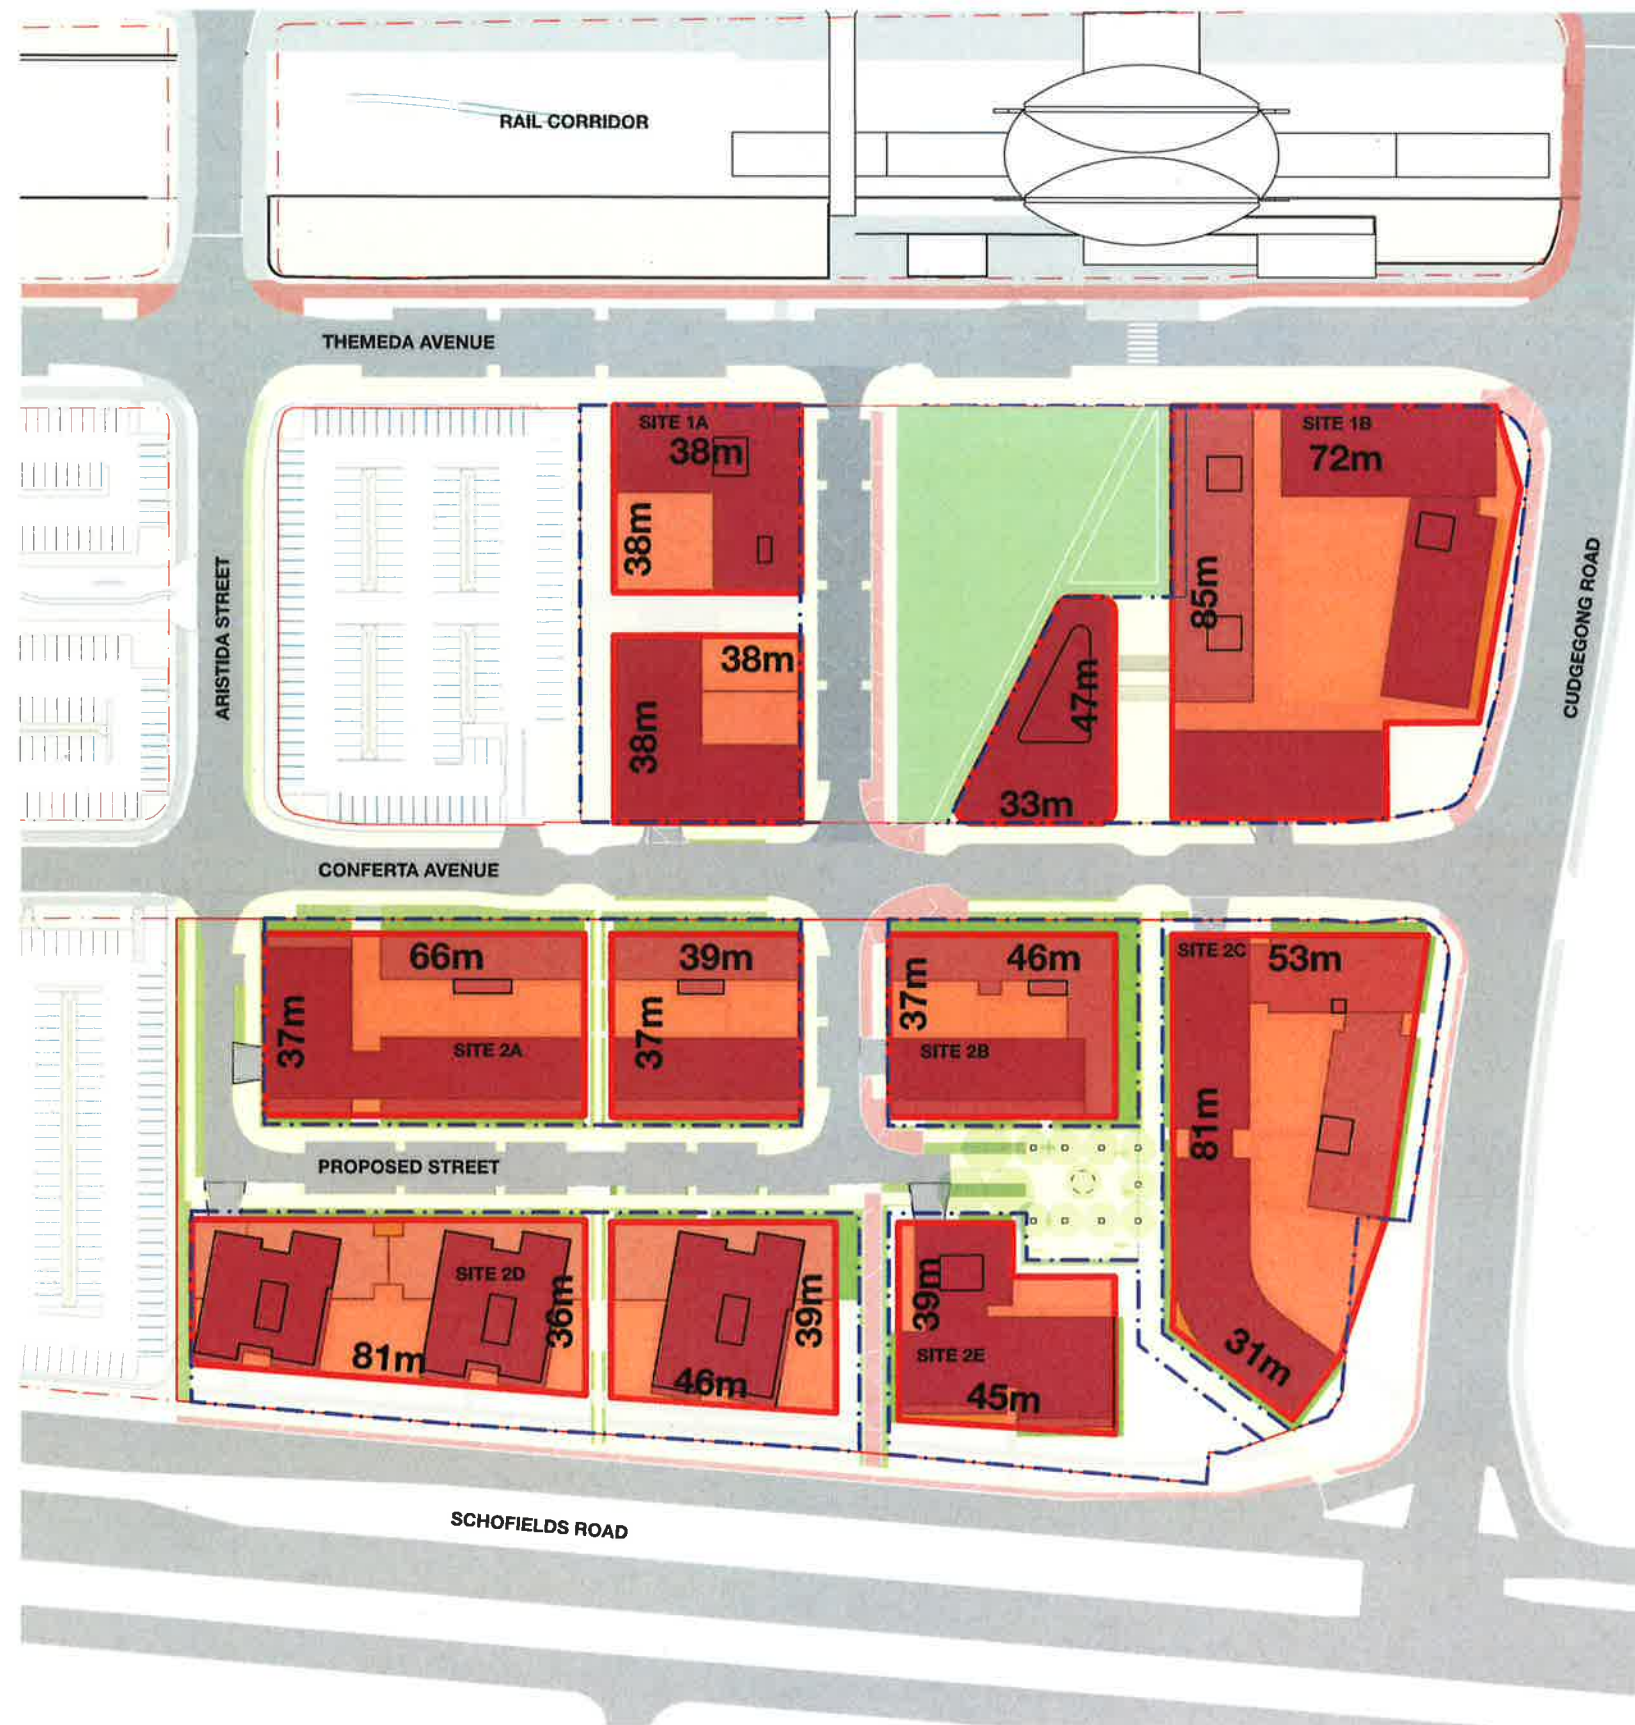 RAIL CORRIDOR
THEMEDA AVENUE
SITE 1A
38m
38m
38m
38m
ARISTIDA STREET
SITE 1B
72m
85m
47m
33m
CUDGEGONG ROAD
CONFERTA AVENUE
66m
37m
SITE 2A
39m
37m
46m
37m
SITE 2B
SITE 2C
53m
81m
31m
PROPOSED STREET
SITE 2D
36m
81m
39m
46m
39m
SITE 2E
45m
SCHOFIELDS ROAD